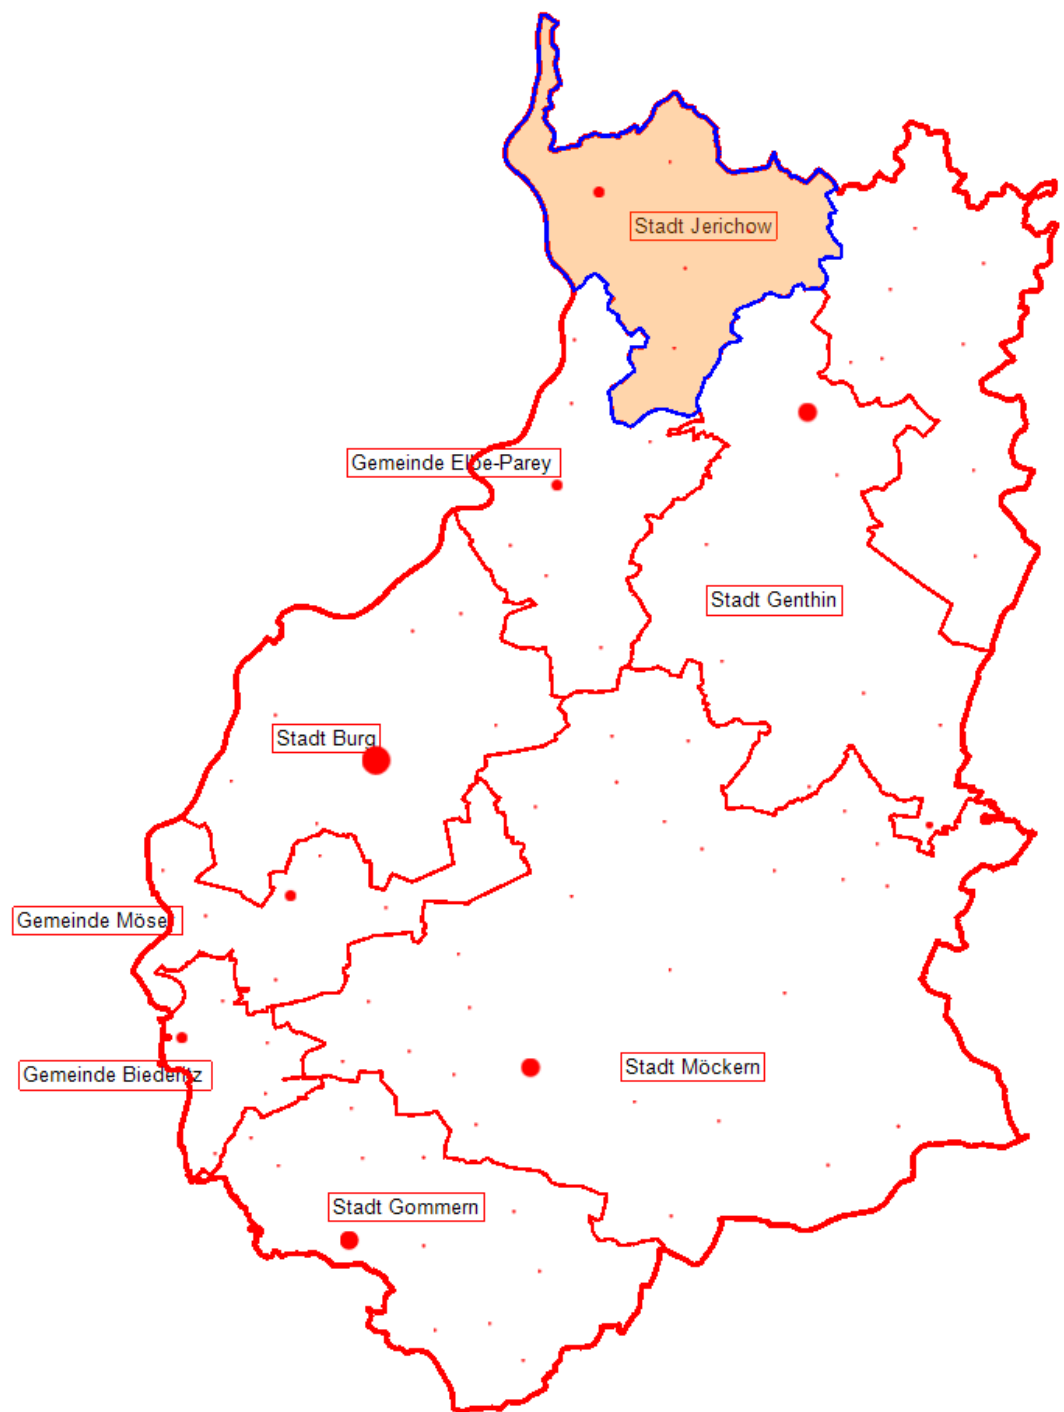 Stadt Jerichow
Gemeinde Elbe-Parey
Stadt Genthin
Stadt Burg
Gemeinde Möser
Gemeinde Biederitz
Stadt Möckern
Stadt Gommern